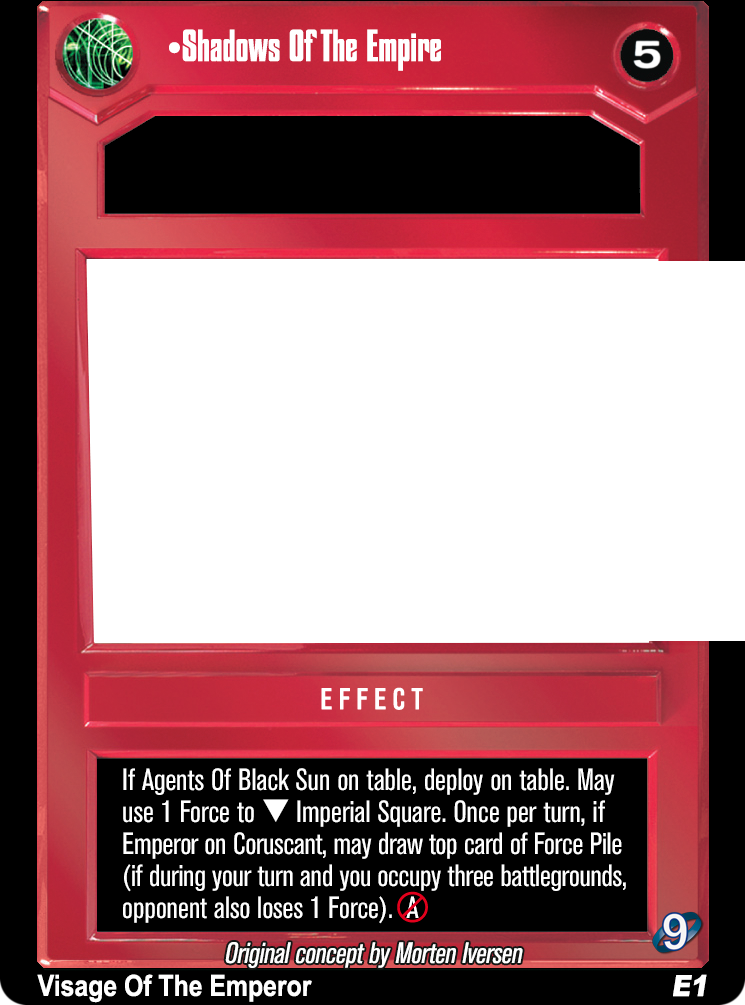 •Shadows Of The Empire
5
EFFECT
If Agents Of Black Sun on table, deploy on table. May
use 1 Force to ▼ Imperial Square. Once per turn, if
Emperor on Coruscant, may draw top card of Force Pile
(if during your turn and you occupy three battlegrounds,
opponent also loses 1 Force). A
9
Original concept by Morten Iversen
Visage Of The Emperor E1